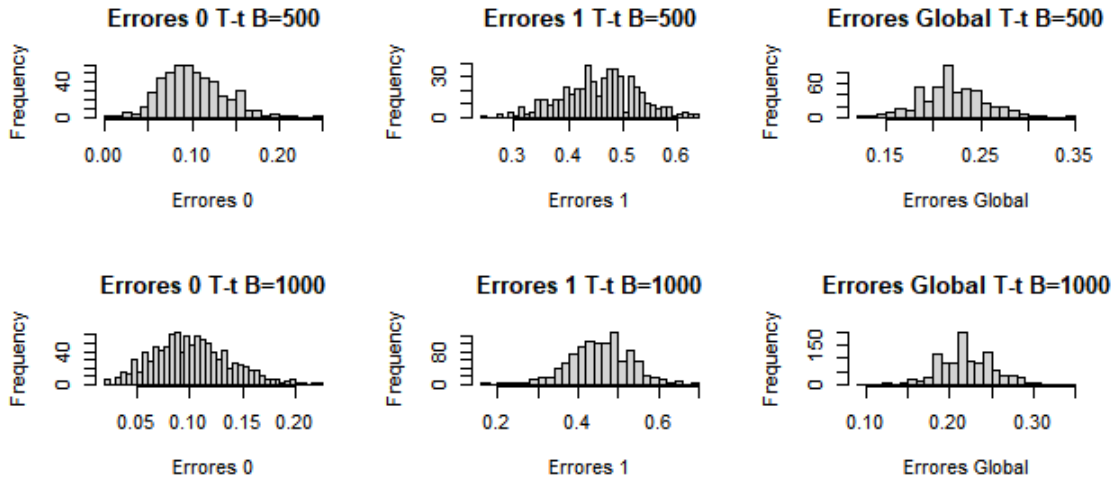 Errores 0 T-t B=500
Frequency
0 40
0.00 0.10 0.20
Errores 0
Errores 1 T-t B=500
Frequency
0 30
0.3 0.4 0.5 0.6
Errores 1
Errores Global T-t B=500
Frequency
0 60
0.15 0.25 0.35
Errores Global
Errores 0 T-t B=1000
Frequency
0 40
0.05 0.10 0.15 0.20
Errores 0
Errores 1 T-t B=1000
Frequency
0 80
0.2 0.4 0.6
Errores 1
Errores Global T-t B=1000
Frequency
0 150
0.10 0.20 0.30
Errores Global